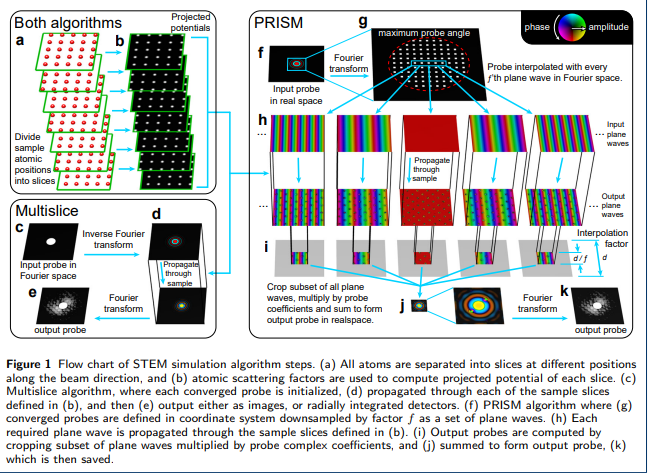 Both algorithms
a
b
Projected
potentials
Divide
sample
atomic
positions
into slices
Multislice
c
Inverse Fourier
transform
d
Input probe in
Fourier space
Propagate
through
sample
e
Fourier
transform
output probe
PRISM
phase
amplitude
g
maximum probe angle
f
Fourier
transform
Input probe
in real space
Probe interpolated with every
f'th plane wave in Fourier space.
h
...
... Input
plane
waves
Propagate
through
sample
...
... Output
plane
waves
i
Interpolation
factor
d / f
d
Crop subset of all plane
waves, multiply by probe
coefficients and sum to form
output probe in realspace.
j
Fourier
transform
k
output probe
Figure 1 Flow chart of STEM simulation algorithm steps. (a) All atoms are separated into slices at different positions
along the beam direction, and (b) atomic scattering factors are used to compute projected potential of each slice. (c)
Multislice algorithm, where each converged probe is initialized, (d) propagated through each of the sample slices
defined in (b), and then (e) output either as images, or radially integrated detectors. (f) PRISM algorithm where (g)
converged probes are defined in coordinate system downsampled by factor f as a set of plane waves. (h) Each
required plane wave is propagated through the sample slices defined in (b). (i) Output probes are computed by
cropping subset of plane waves multiplied by probe complex coefficients, and (j) summed to form output probe, (k)
which is then saved.